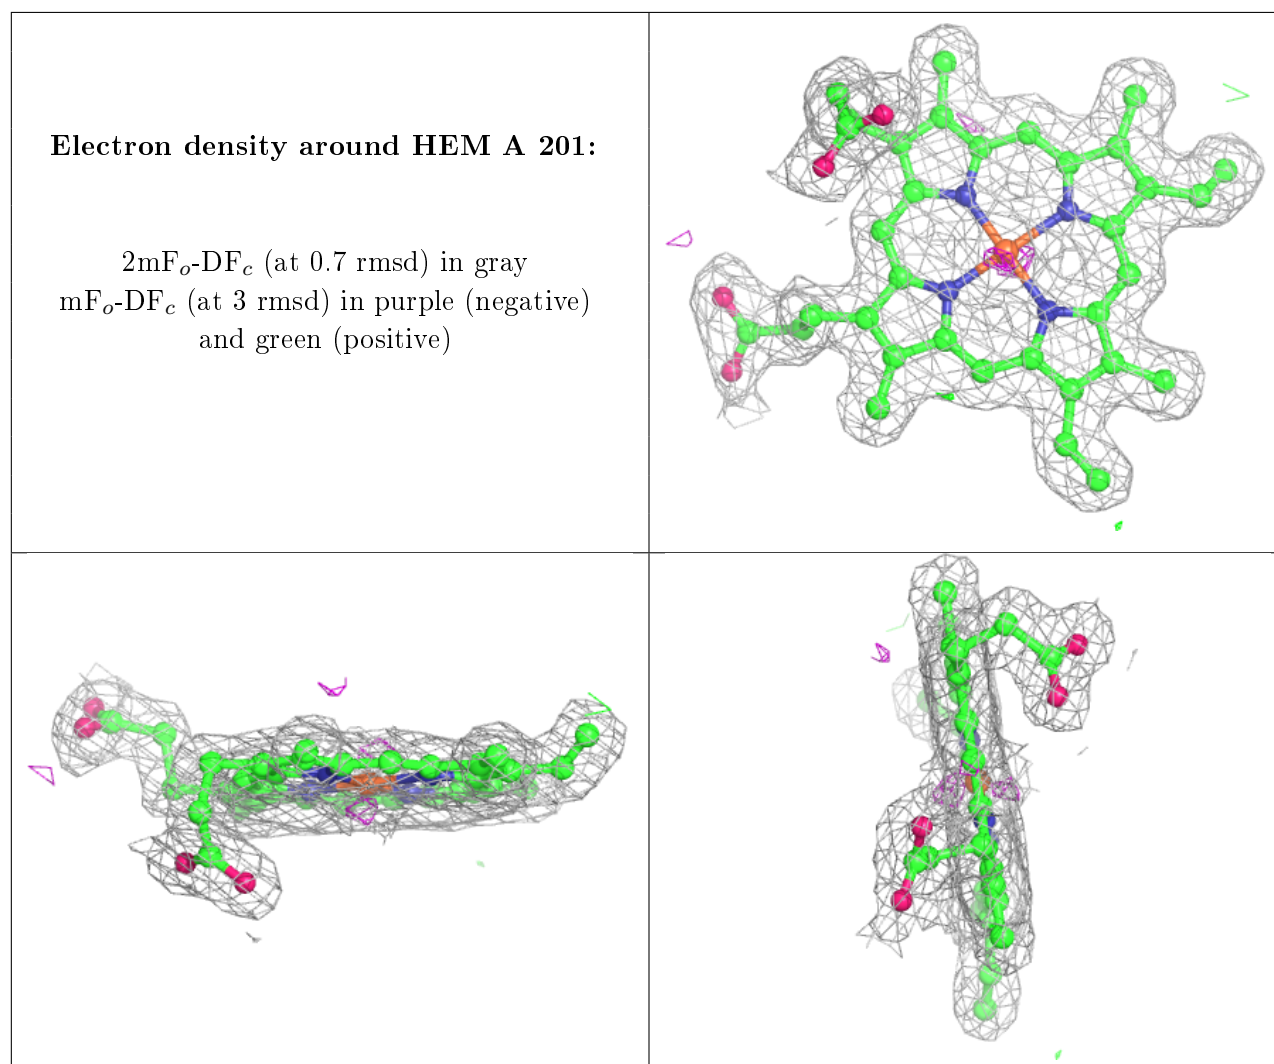 Electron density around HEM A 201:
2mFo-DFc (at 0.7 rmsd) in gray
mFo-DFc (at 3 rmsd) in purple (negative)
and green (positive)